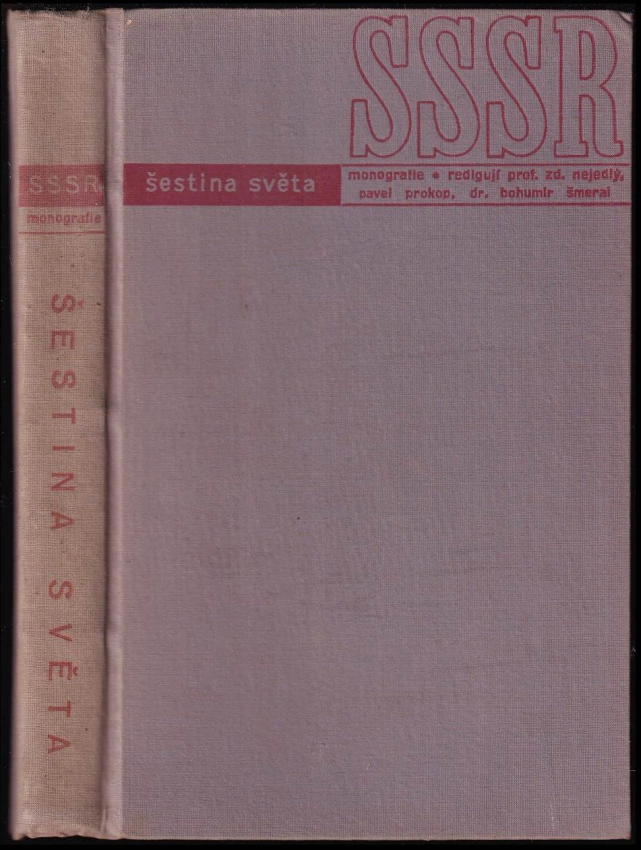 SSSR
monografie
ŠESTINA SVĚTA
SSSR
šestina světa
monografie • redigují prof. zd. nejedlý,
pavel prokop, dr. bohumír šmeral